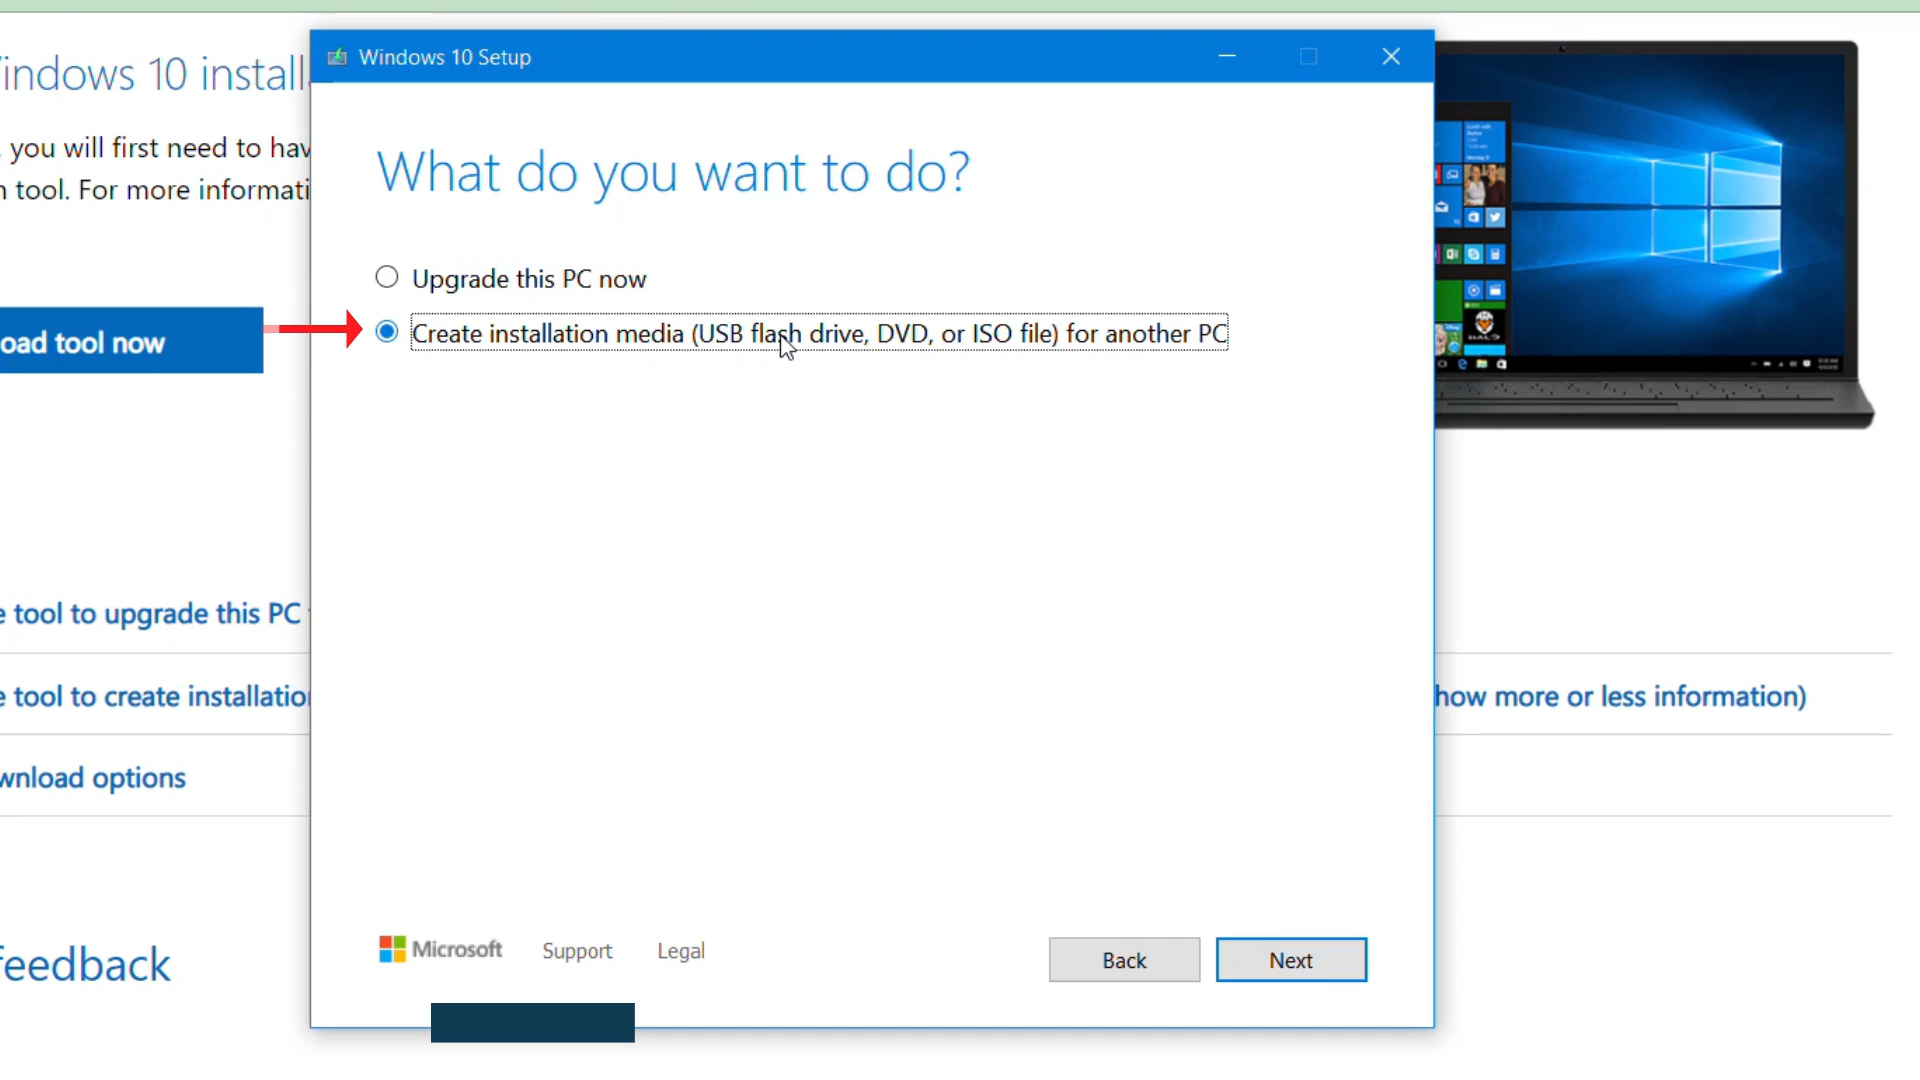 Windows 10 Setup
indows 10 install
, you will first need to hav
n tool. For more informati
What do you want to do?
Upgrade this PC now
Create installation media (USB flash drive, DVD, or ISO file) for another PC
oad tool now
e tool to upgrade this PC
e tool to create installation
how more or less information)
wnload options
feedback
Microsoft
Support
Legal
Back
Next